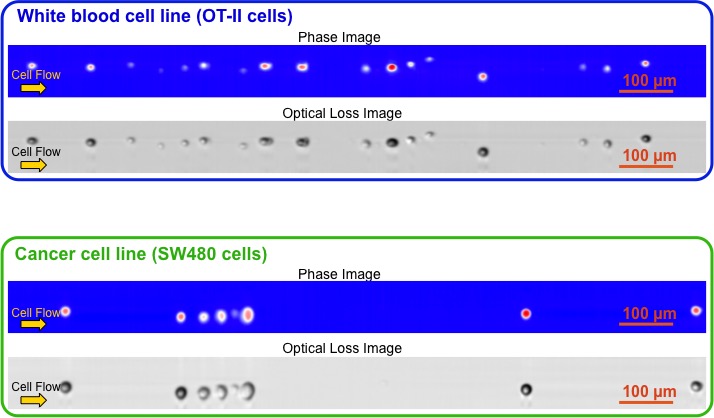 White blood cell line (OT-II cells)
Phase Image
Cell Flow
100 µm
Optical Loss Image
Cell Flow
100 µm
Cancer cell line (SW480 cells)
Phase Image
Cell Flow
100 µm
Optical Loss Image
Cell Flow
100 µm